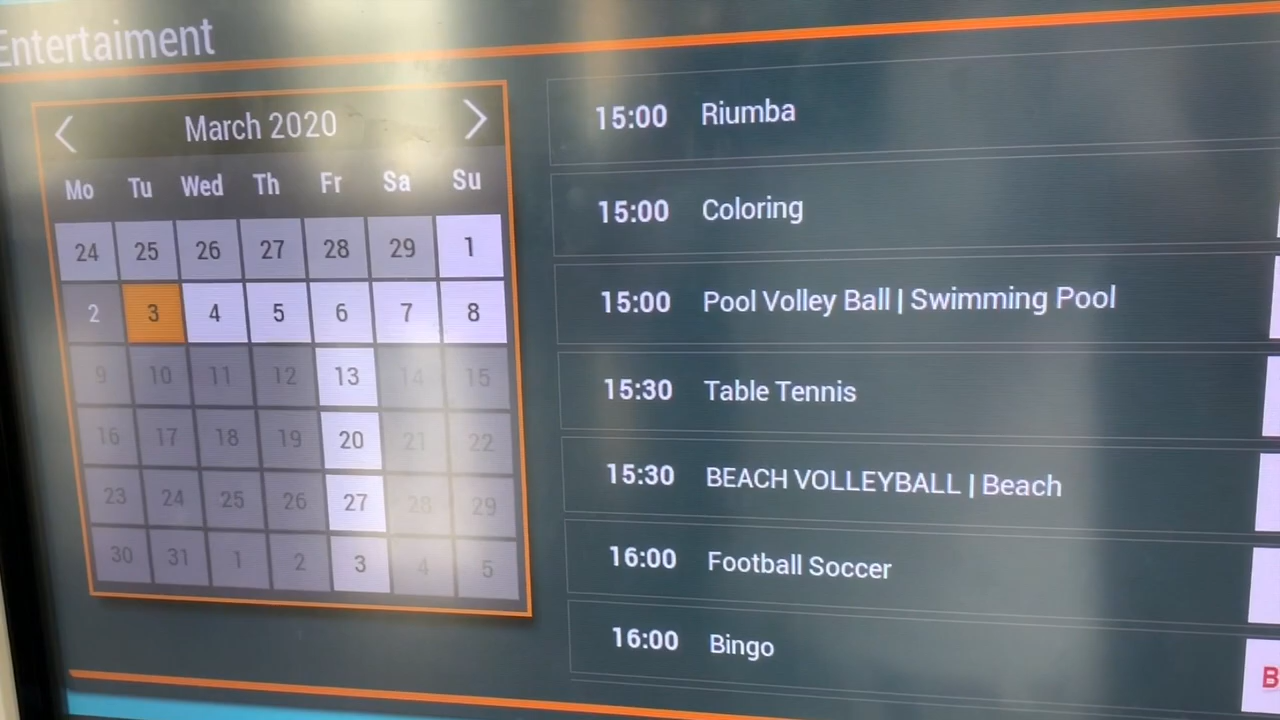 Entertaiment
March 2020
Mo Tu Wed Th Fr Sa Su
24 25 26 27 28 29 1
2 3 4 5 6 7 8
9 10 11 12 13 14 15
16 17 18 19 20 21 22
23 24 25 26 27 28 29
30 31 1 2 3 4 5
15:00 Riumba
15:00 Coloring
15:00 Pool Volley Ball | Swimming Pool
15:30 Table Tennis
15:30 BEACH VOLLEYBALL | Beach
16:00 Football Soccer
16:00 Bingo
B